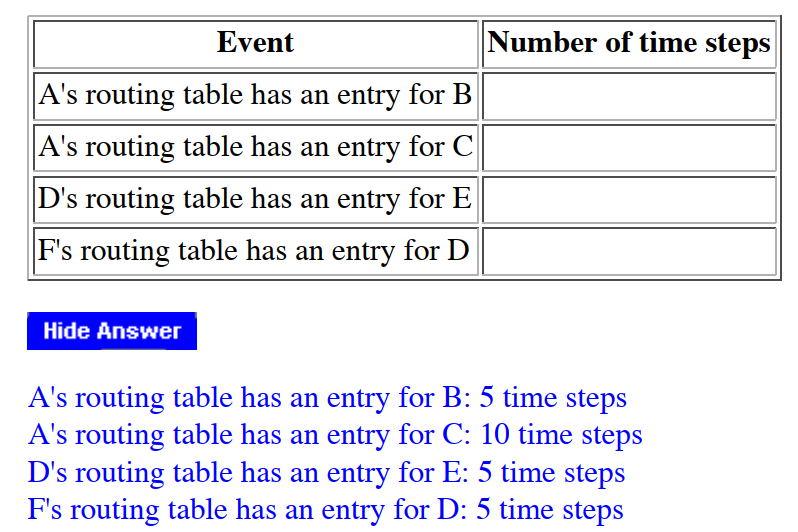 Event Number of time steps
A's routing table has an entry for B
A's routing table has an entry for C
D's routing table has an entry for E
F's routing table has an entry for D
Hide Answer
A's routing table has an entry for B: 5 time steps
A's routing table has an entry for C: 10 time steps
D's routing table has an entry for E: 5 time steps
F's routing table has an entry for D: 5 time steps